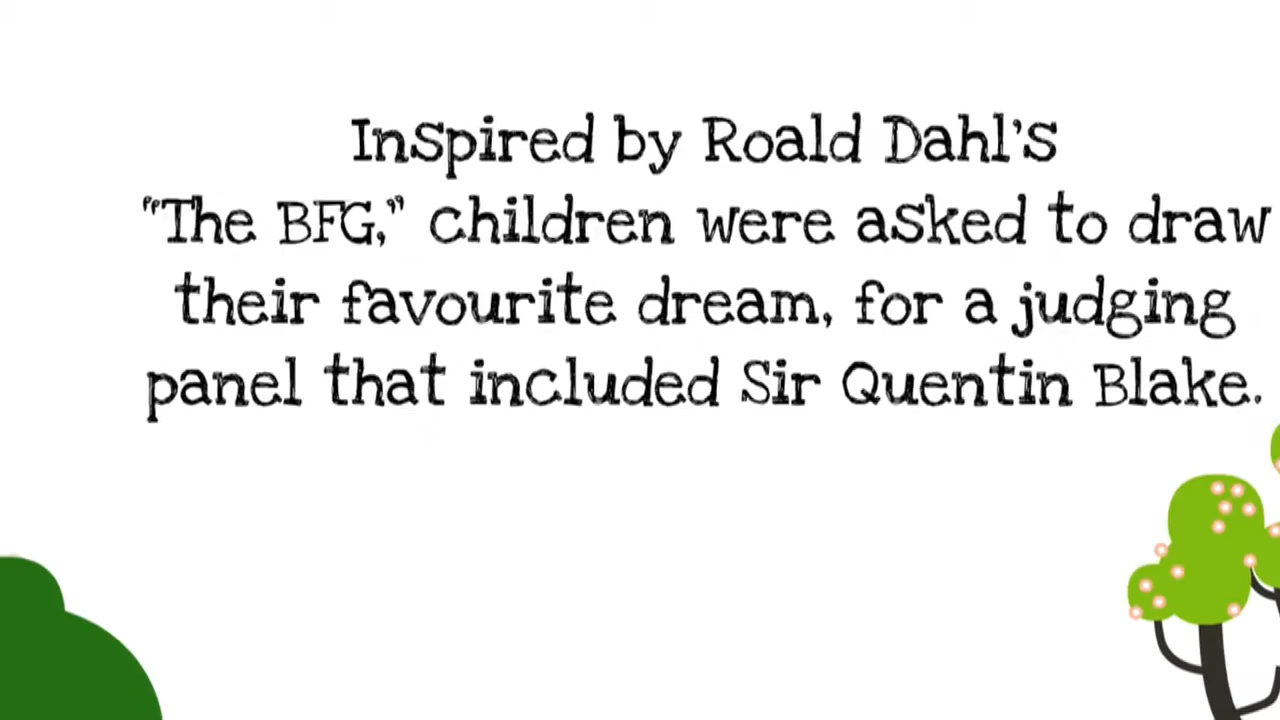 Inspired by Roald Dahl's
"The BFG," children were asked to draw
their favourite dream, for a judging
panel that included Sir Quentin Blake.